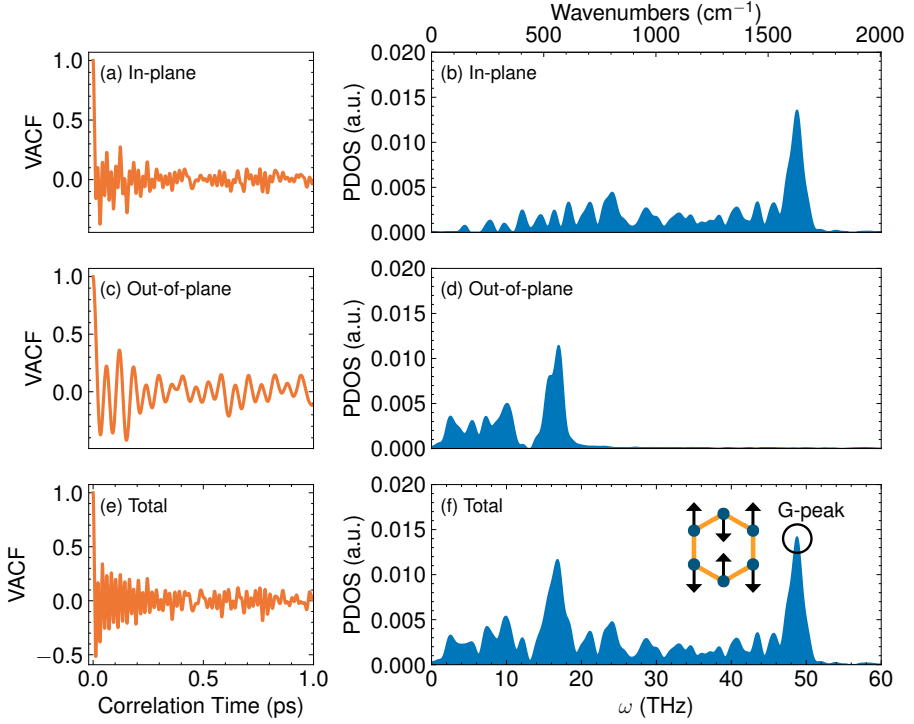 Wavenumbers (cm⁻¹)
0 500 1000 1500 2000
(a) In-plane
VACF
1.0
0.5
0.0
(b) In-plane
PDOS (a.u.)
0.020
0.015
0.010
0.005
0.000
(c) Out-of-plane
VACF
1.0
0.5
0.0
(d) Out-of-plane
PDOS (a.u.)
0.020
0.015
0.010
0.005
0.000
(e) Total
VACF
1.0
0.5
0.0
−0.5
0.0 0.5 1.0
Correlation Time (ps)
(f) Total
G-peak
PDOS (a.u.)
0.020
0.015
0.010
0.005
0.000
0 10 20 30 40 50 60
ω (THz)